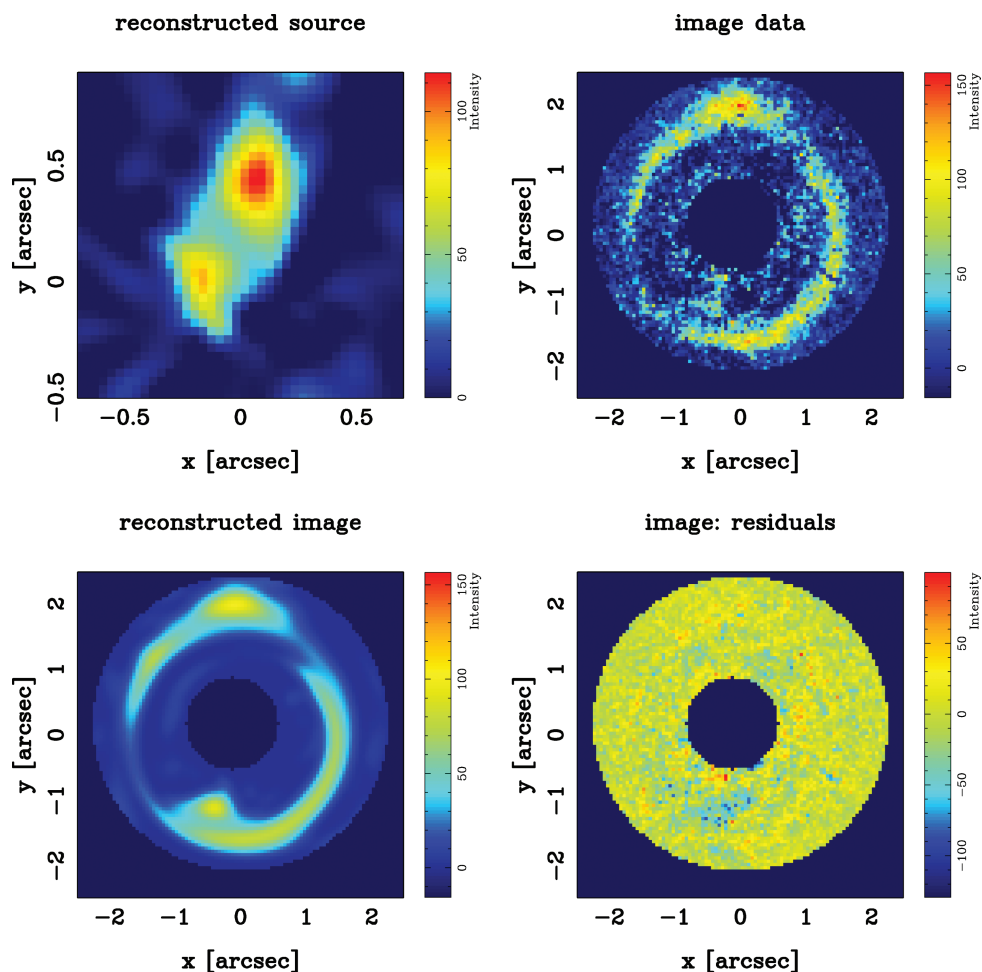 reconstructed source
image data
0 50 100
Intensity
−0.5 0 0.5
y [arcsec]
−0.5 0 0.5
x [arcsec]
0 50 100 150
Intensity
−2 −1 0 1 2
y [arcsec]
−2 −1 0 1 2
x [arcsec]
reconstructed image
image: residuals
0 50 100 150
Intensity
−2 −1 0 1 2
y [arcsec]
−2 −1 0 1 2
x [arcsec]
−100 −50 0 50
Intensity
−2 −1 0 1 2
y [arcsec]
−2 −1 0 1 2
x [arcsec]